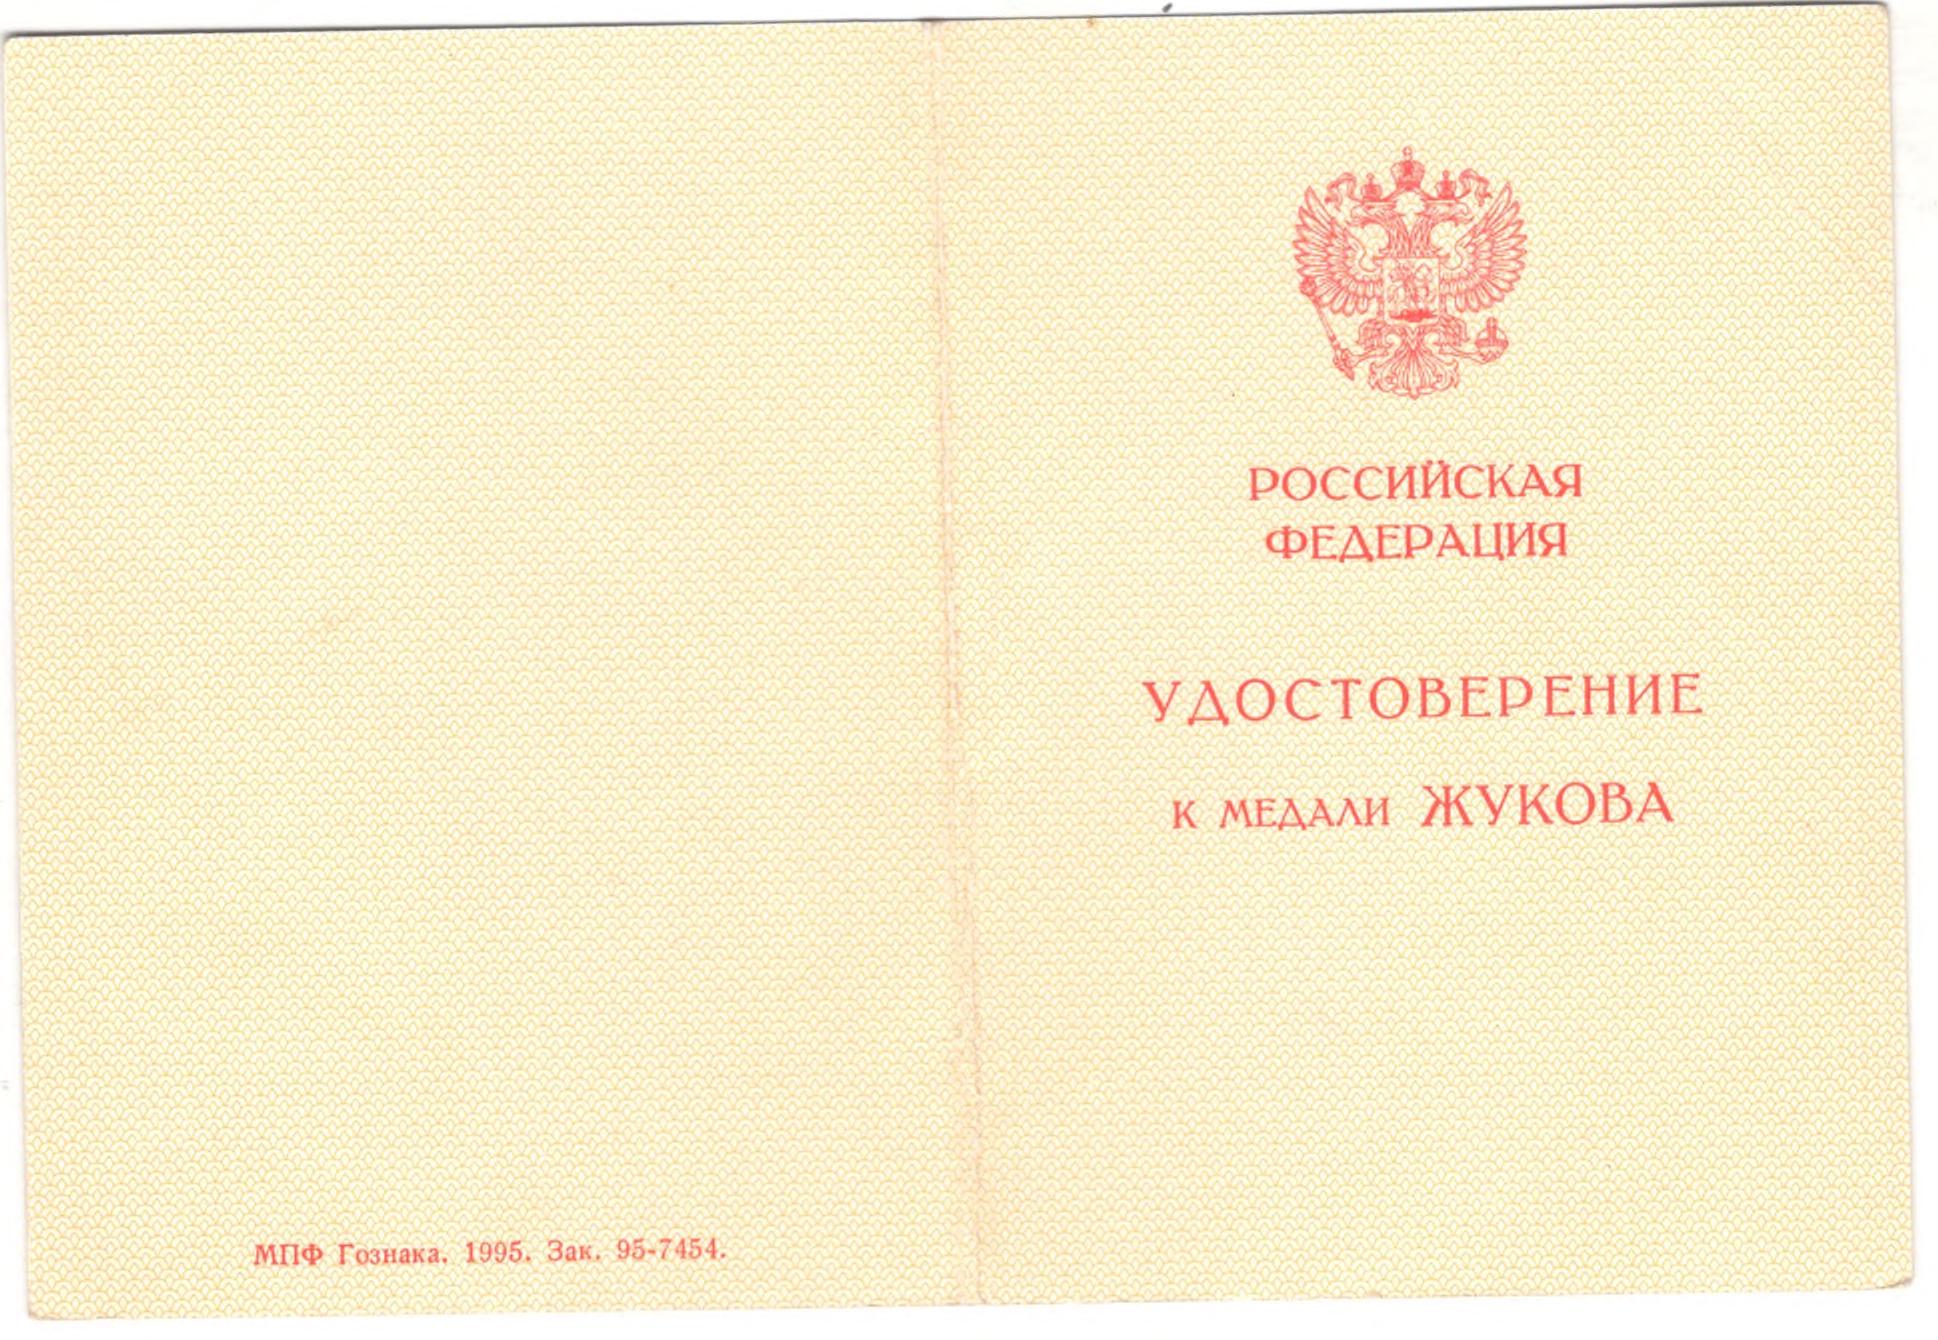 РОССИЙСКАЯ
ФЕДЕРАЦИЯ
УДОСТОВЕРЕНИЕ
К МЕДАЛИ ЖУКОВА
МПФ Гознака. 1995. Зак. 95-7454.